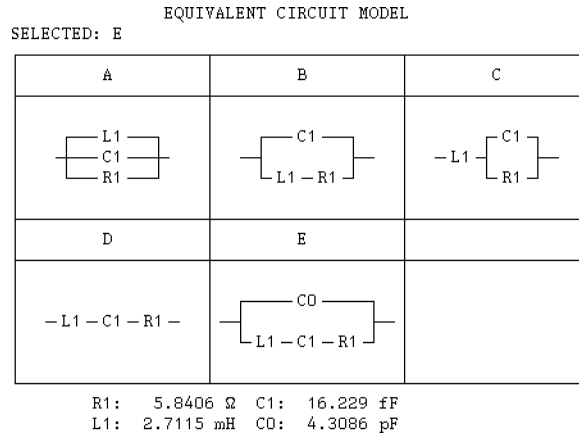 EQUIVALENT CIRCUIT MODEL
SELECTED: E
A B C
L1 C1 C1
C1 L1
R1 L1 R1 R1
D E
C0
L1 C1 R1
L1 C1 R1
R1: 5.8406 Ω C1: 16.229 fF
L1: 2.7115 mH C0: 4.3086 pF